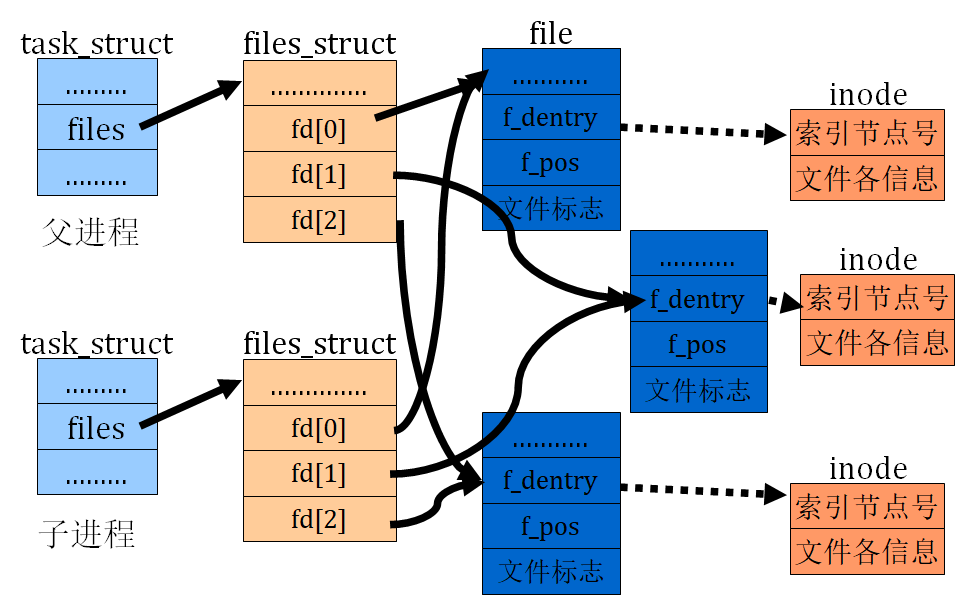 task_struct
.........
files
.........
父进程
files_struct
..............
fd[0]
fd[1]
fd[2]
file
...........
f_dentry
f_pos
文件标志
inode
索引节点号
文件各信息
...........
f_dentry
f_pos
文件标志
inode
索引节点号
文件各信息
task_struct
.........
files
.........
子进程
files_struct
..............
fd[0]
fd[1]
fd[2]
...........
f_dentry
f_pos
文件标志
inode
索引节点号
文件各信息